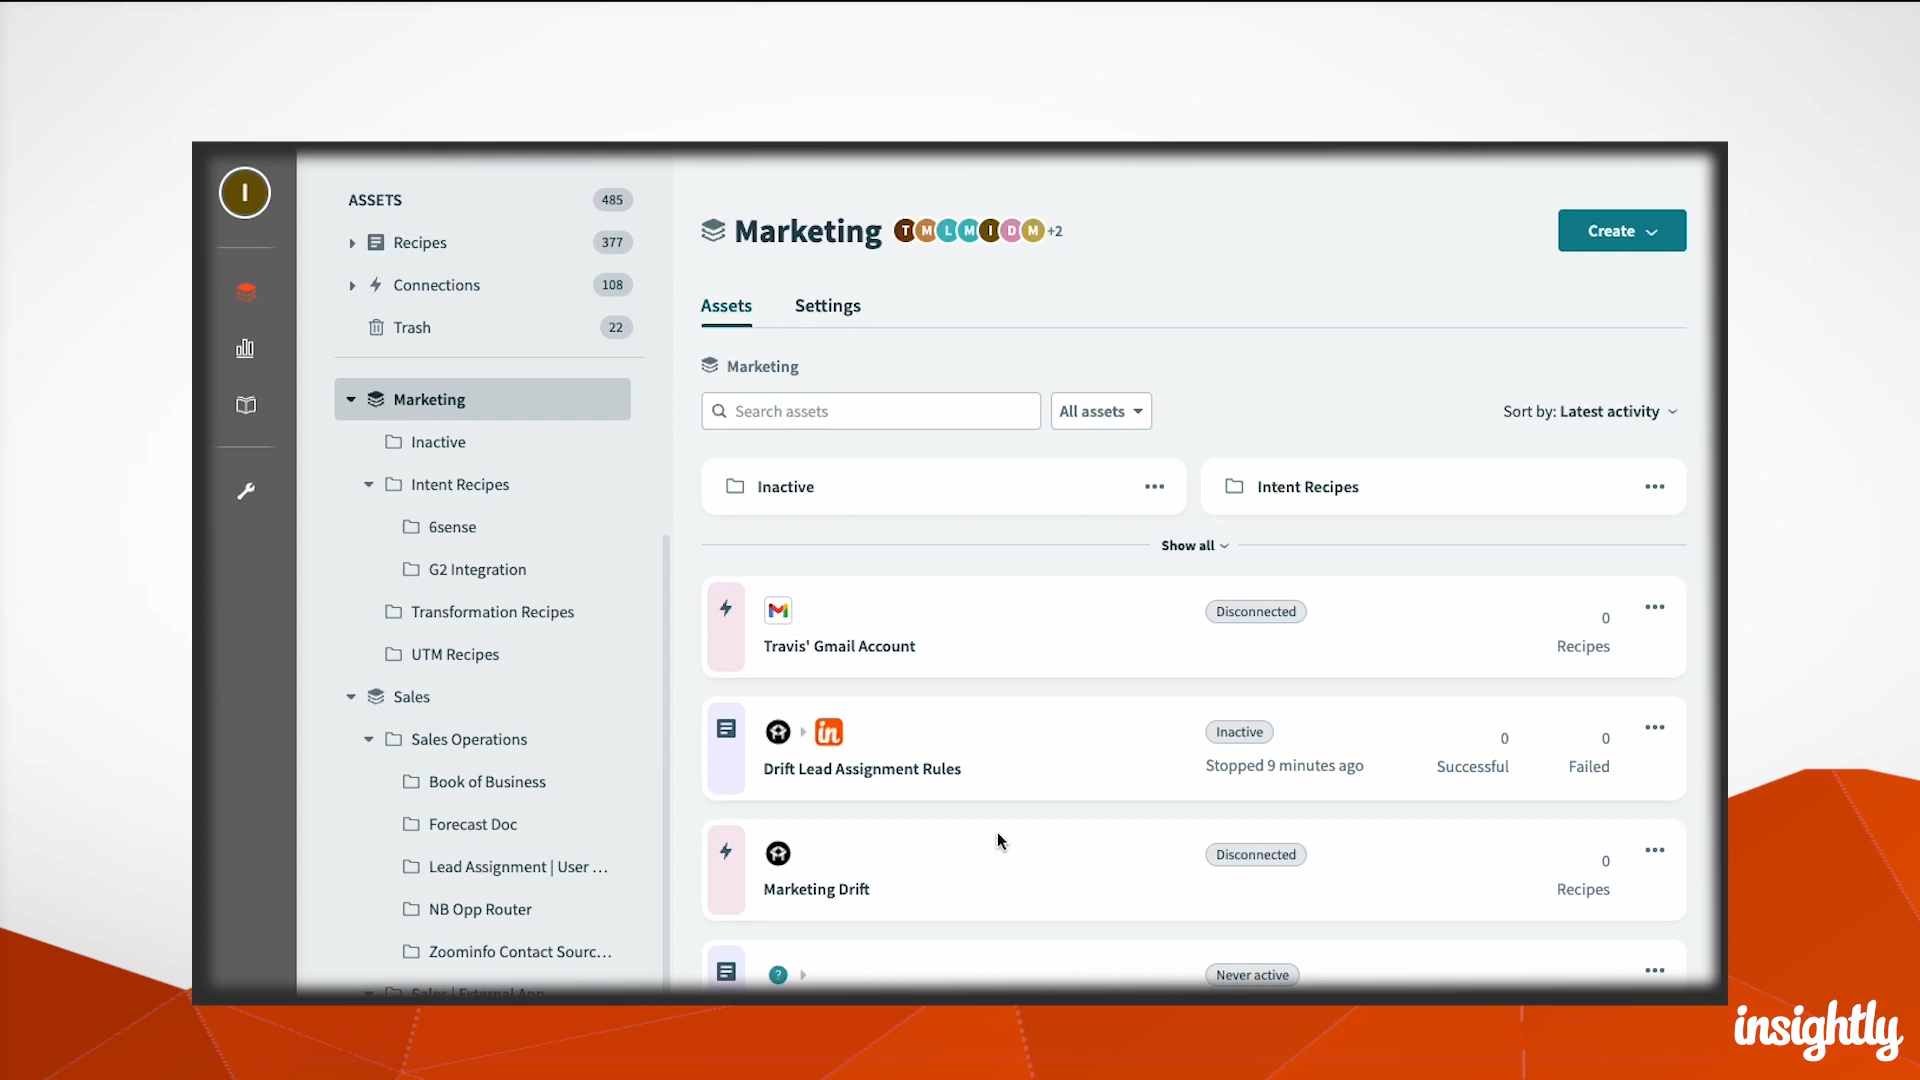 I
ASSETS 485
Recipes 377
Connections 108
Trash 22
Marketing
Inactive
Intent Recipes
6sense
G2 Integration
Transformation Recipes
UTM Recipes
Sales
Sales Operations
Book of Business
Forecast Doc
Lead Assignment | User ...
NB Opp Router
Zoominfo Contact Sourc...
Sales | External App
Marketing T M L M I D M +2
Create
Assets Settings
Marketing
Search assets All assets Sort by: Latest activity
Inactive Intent Recipes
Show all
Disconnected 0
Travis' Gmail Account Recipes
in Inactive 0 0
Drift Lead Assignment Rules Stopped 9 minutes ago Successful Failed
Disconnected 0
Marketing Drift Recipes
? Never active
insightly